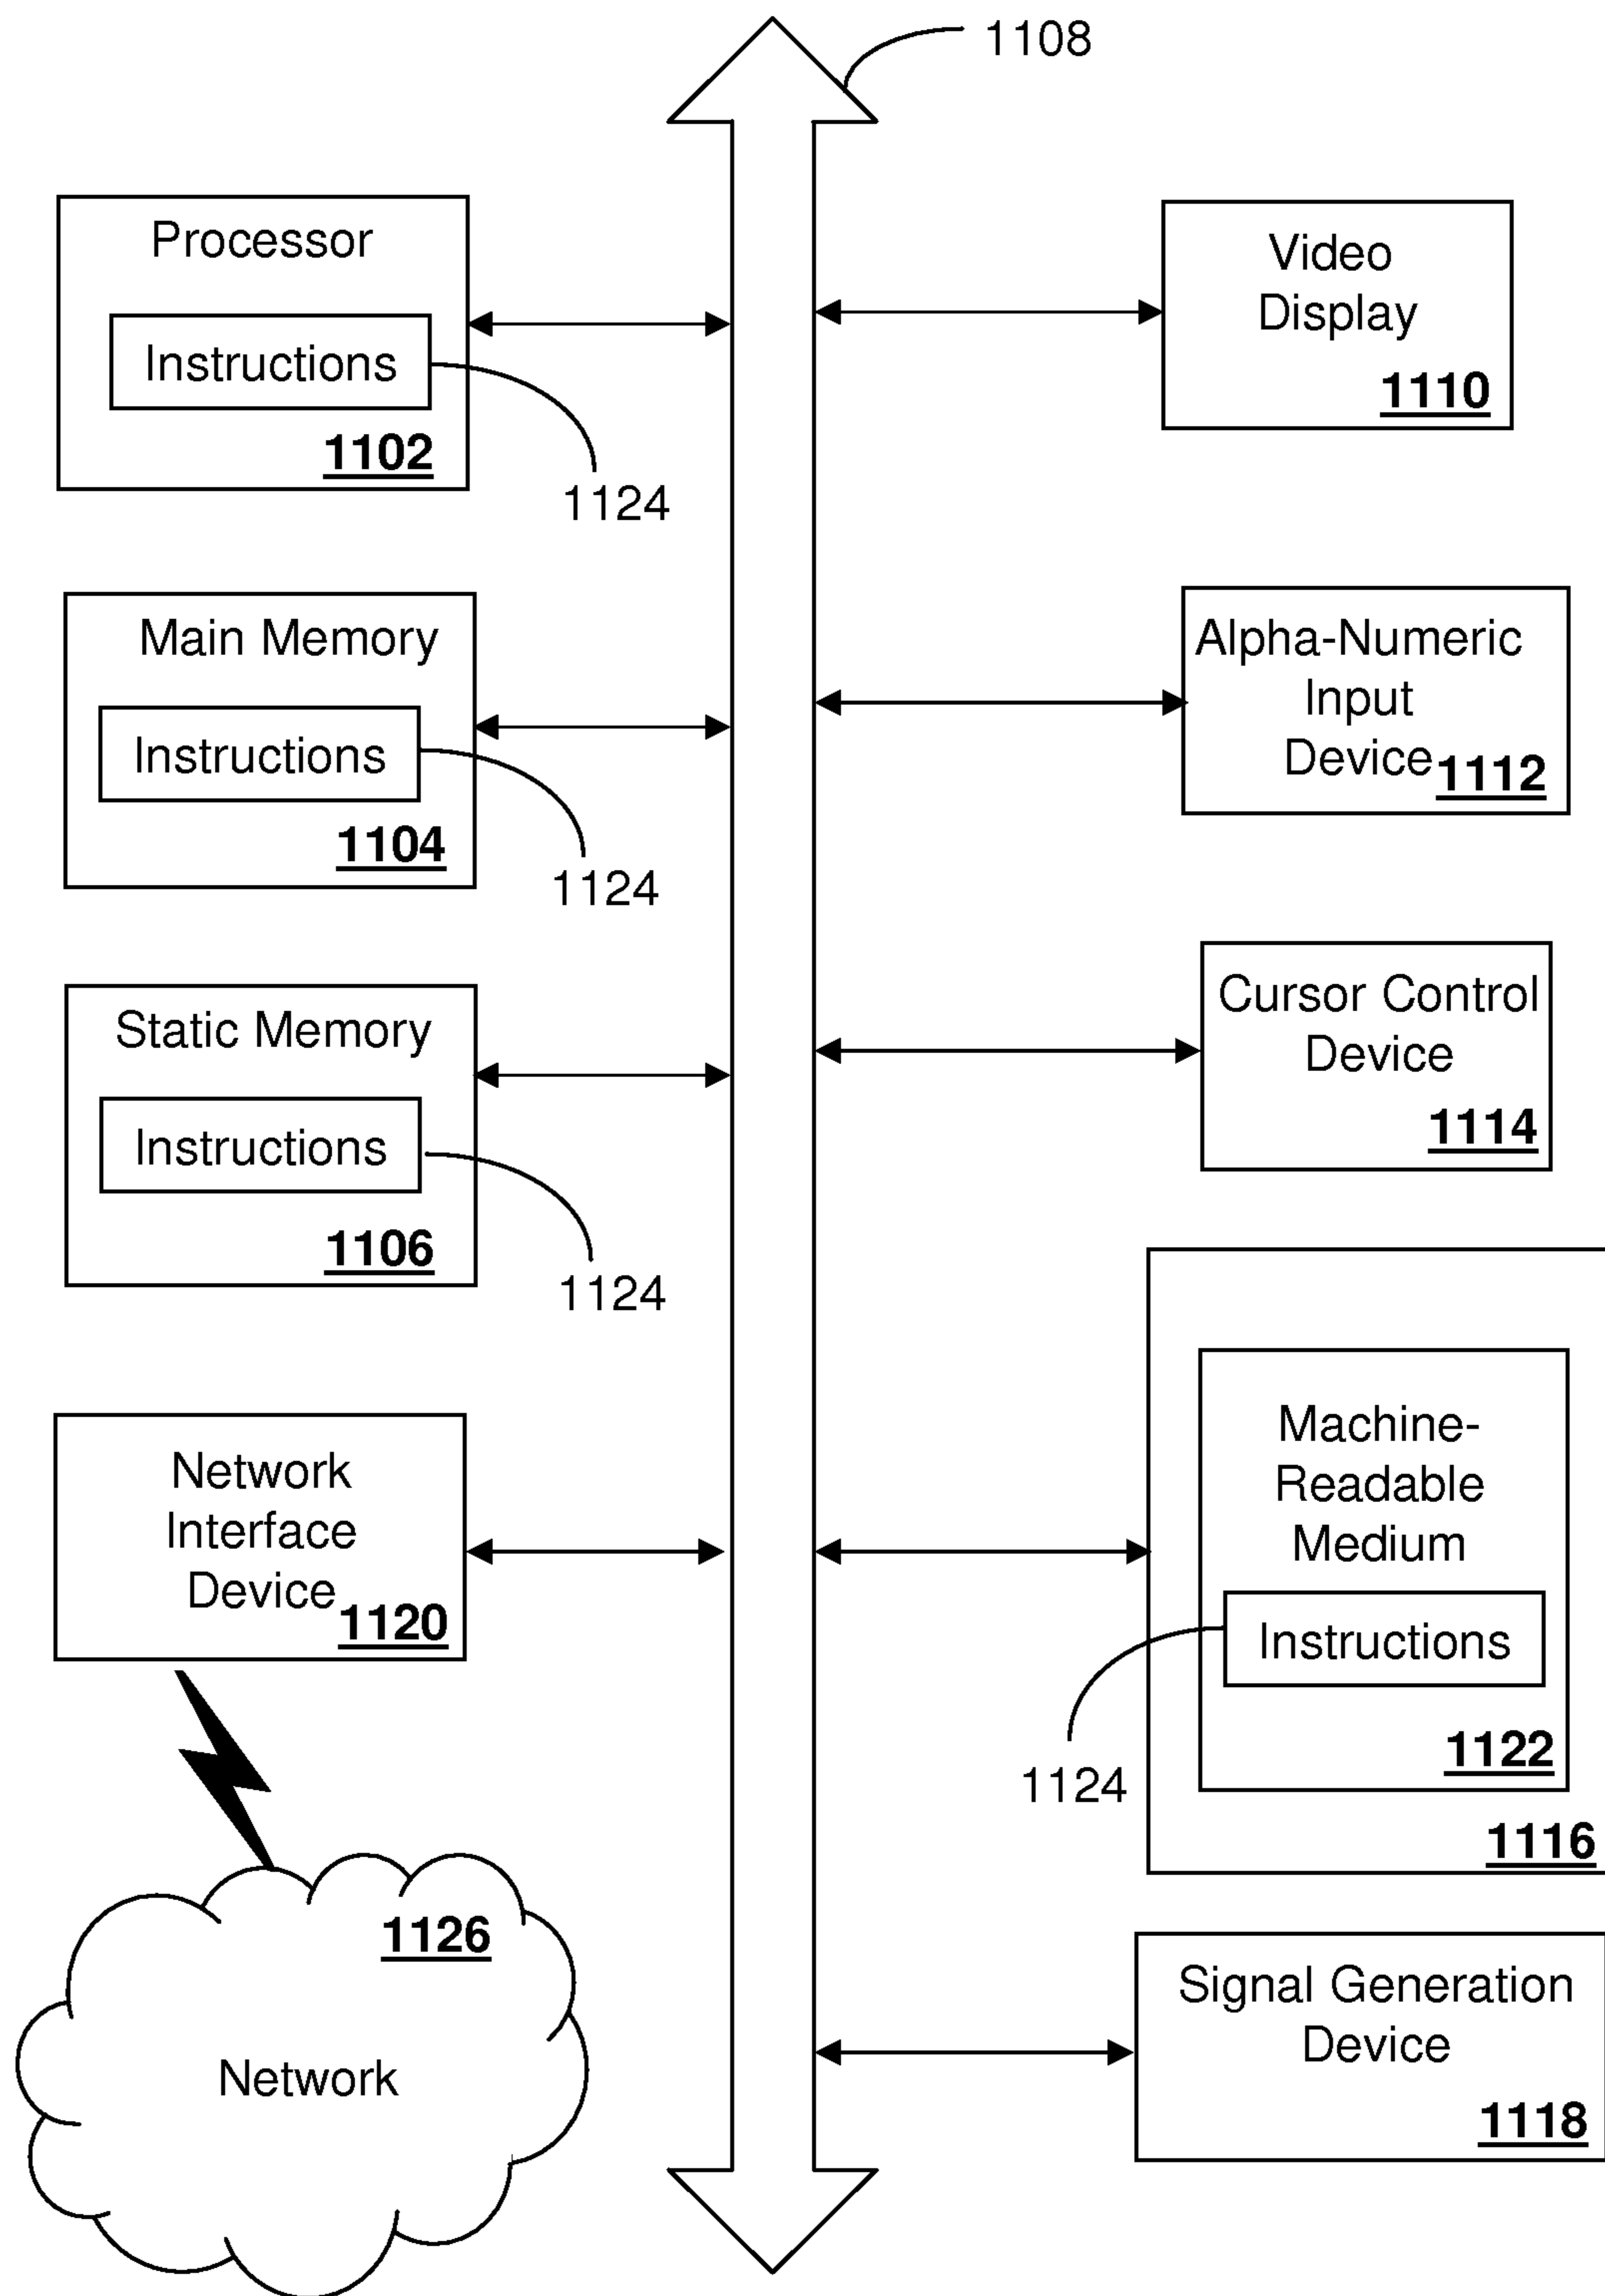 1108
Processor
Instructions
1102
1124
Main Memory
Instructions
1104
1124
Static Memory
Instructions
1106
1124
Network
Interface
Device
1120
1126
Network
Video
Display
1110
Alpha-Numeric
Input
Device
1112
Cursor Control
Device
1114
Machine-
Readable
Medium
Instructions
1122
1124
1116
Signal Generation
Device
1118